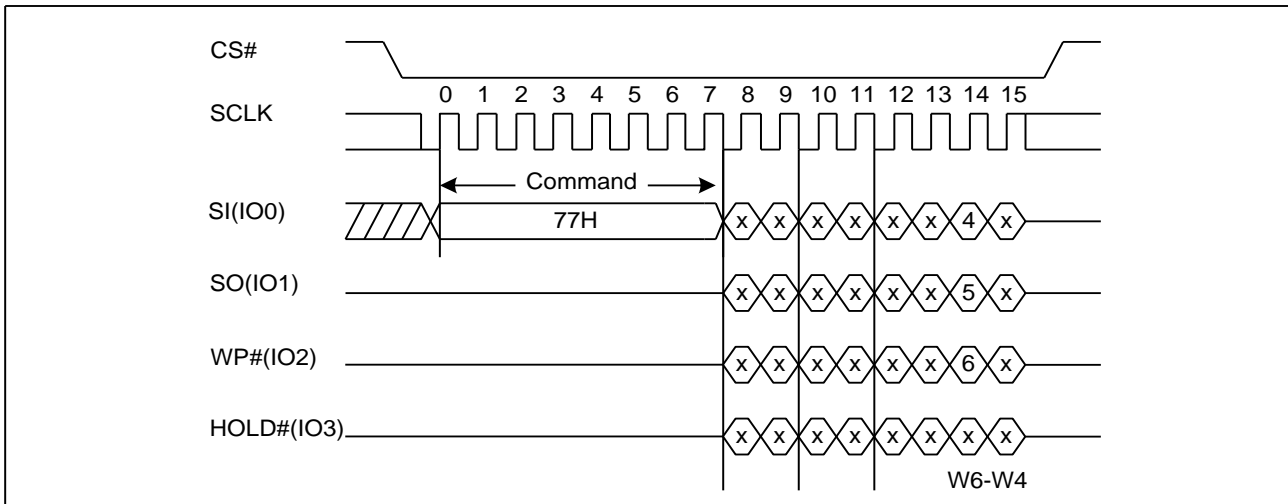 CS#
0 1 2 3 4 5 6 7 8 9 10 11 12 13 14 15
SCLK
Command
SI(IO0) 77H x x x x x x 4 x
SO(IO1) x x x x x x 5 x
WP#(IO2) x x x x x x 6 x
HOLD#(IO3) x x x x x x x x
W6-W4